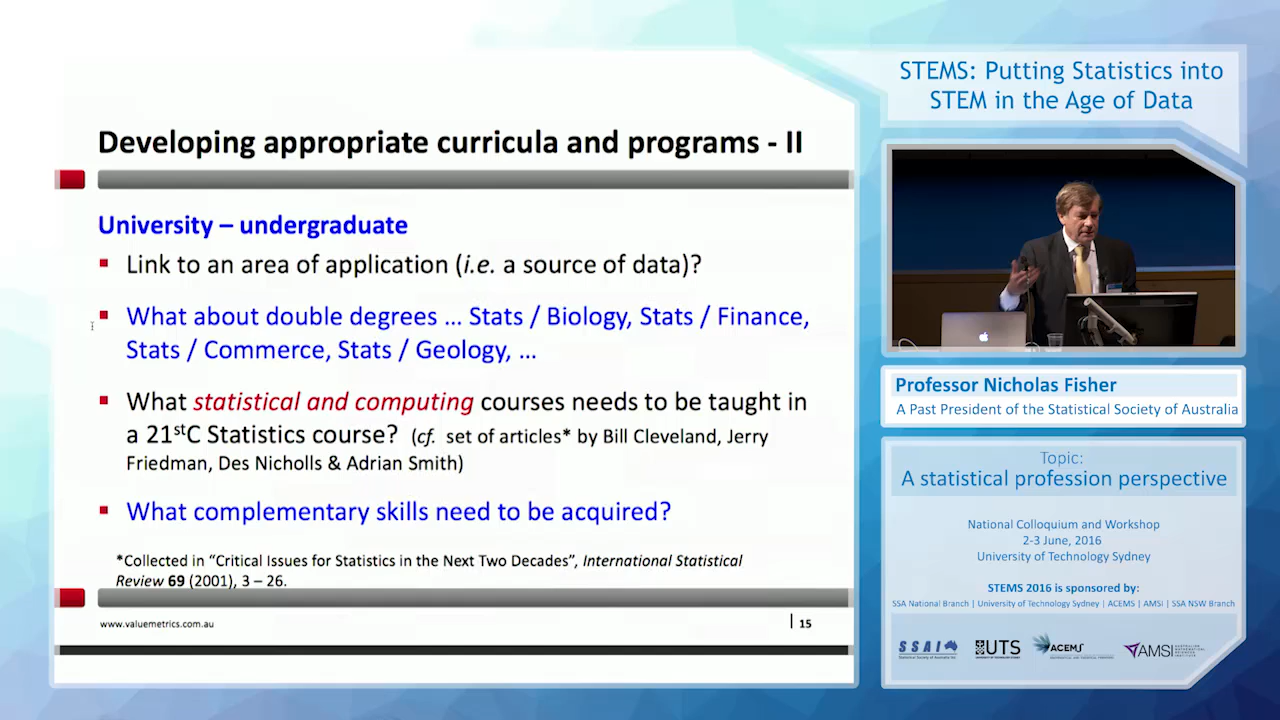 Developing appropriate curricula and programs - II
University – undergraduate
Link to an area of application (i.e. a source of data)?
What about double degrees … Stats / Biology, Stats / Finance,
Stats / Commerce, Stats / Geology, …
What statistical and computing courses needs to be taught in
a 21stC Statistics course? (cf. set of articles* by Bill Cleveland, Jerry
Friedman, Des Nicholls & Adrian Smith)
What complementary skills need to be acquired?
*Collected in “Critical Issues for Statistics in the Next Two Decades”, International Statistical
Review 69 (2001), 3 – 26.
www.valuemetrics.com.au
15
STEMS: Putting Statistics into
STEM in the Age of Data
Professor Nicholas Fisher
A Past President of the Statistical Society of Australia
Topic:
A statistical profession perspective
National Colloquium and Workshop
2-3 June, 2016
University of Technology Sydney
STEMS 2016 is sponsored by:
SSA National Branch | University of Technology Sydney | ACEMS | AMSI | SSA NSW Branch
SSAI
UTS
ACEMS
AMSI